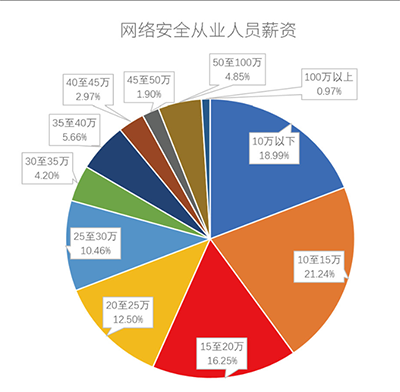 网络安全从业人员薪资
50至100万
4.85%
100万以上
0.97%
45至50万
1.90%
40至45万
2.97%
35至40万
5.66%
30至35万
4.20%
25至30万
10.46%
20至25万
12.50%
15至20万
16.25%
10至15万
21.24%
10万以下
18.99%